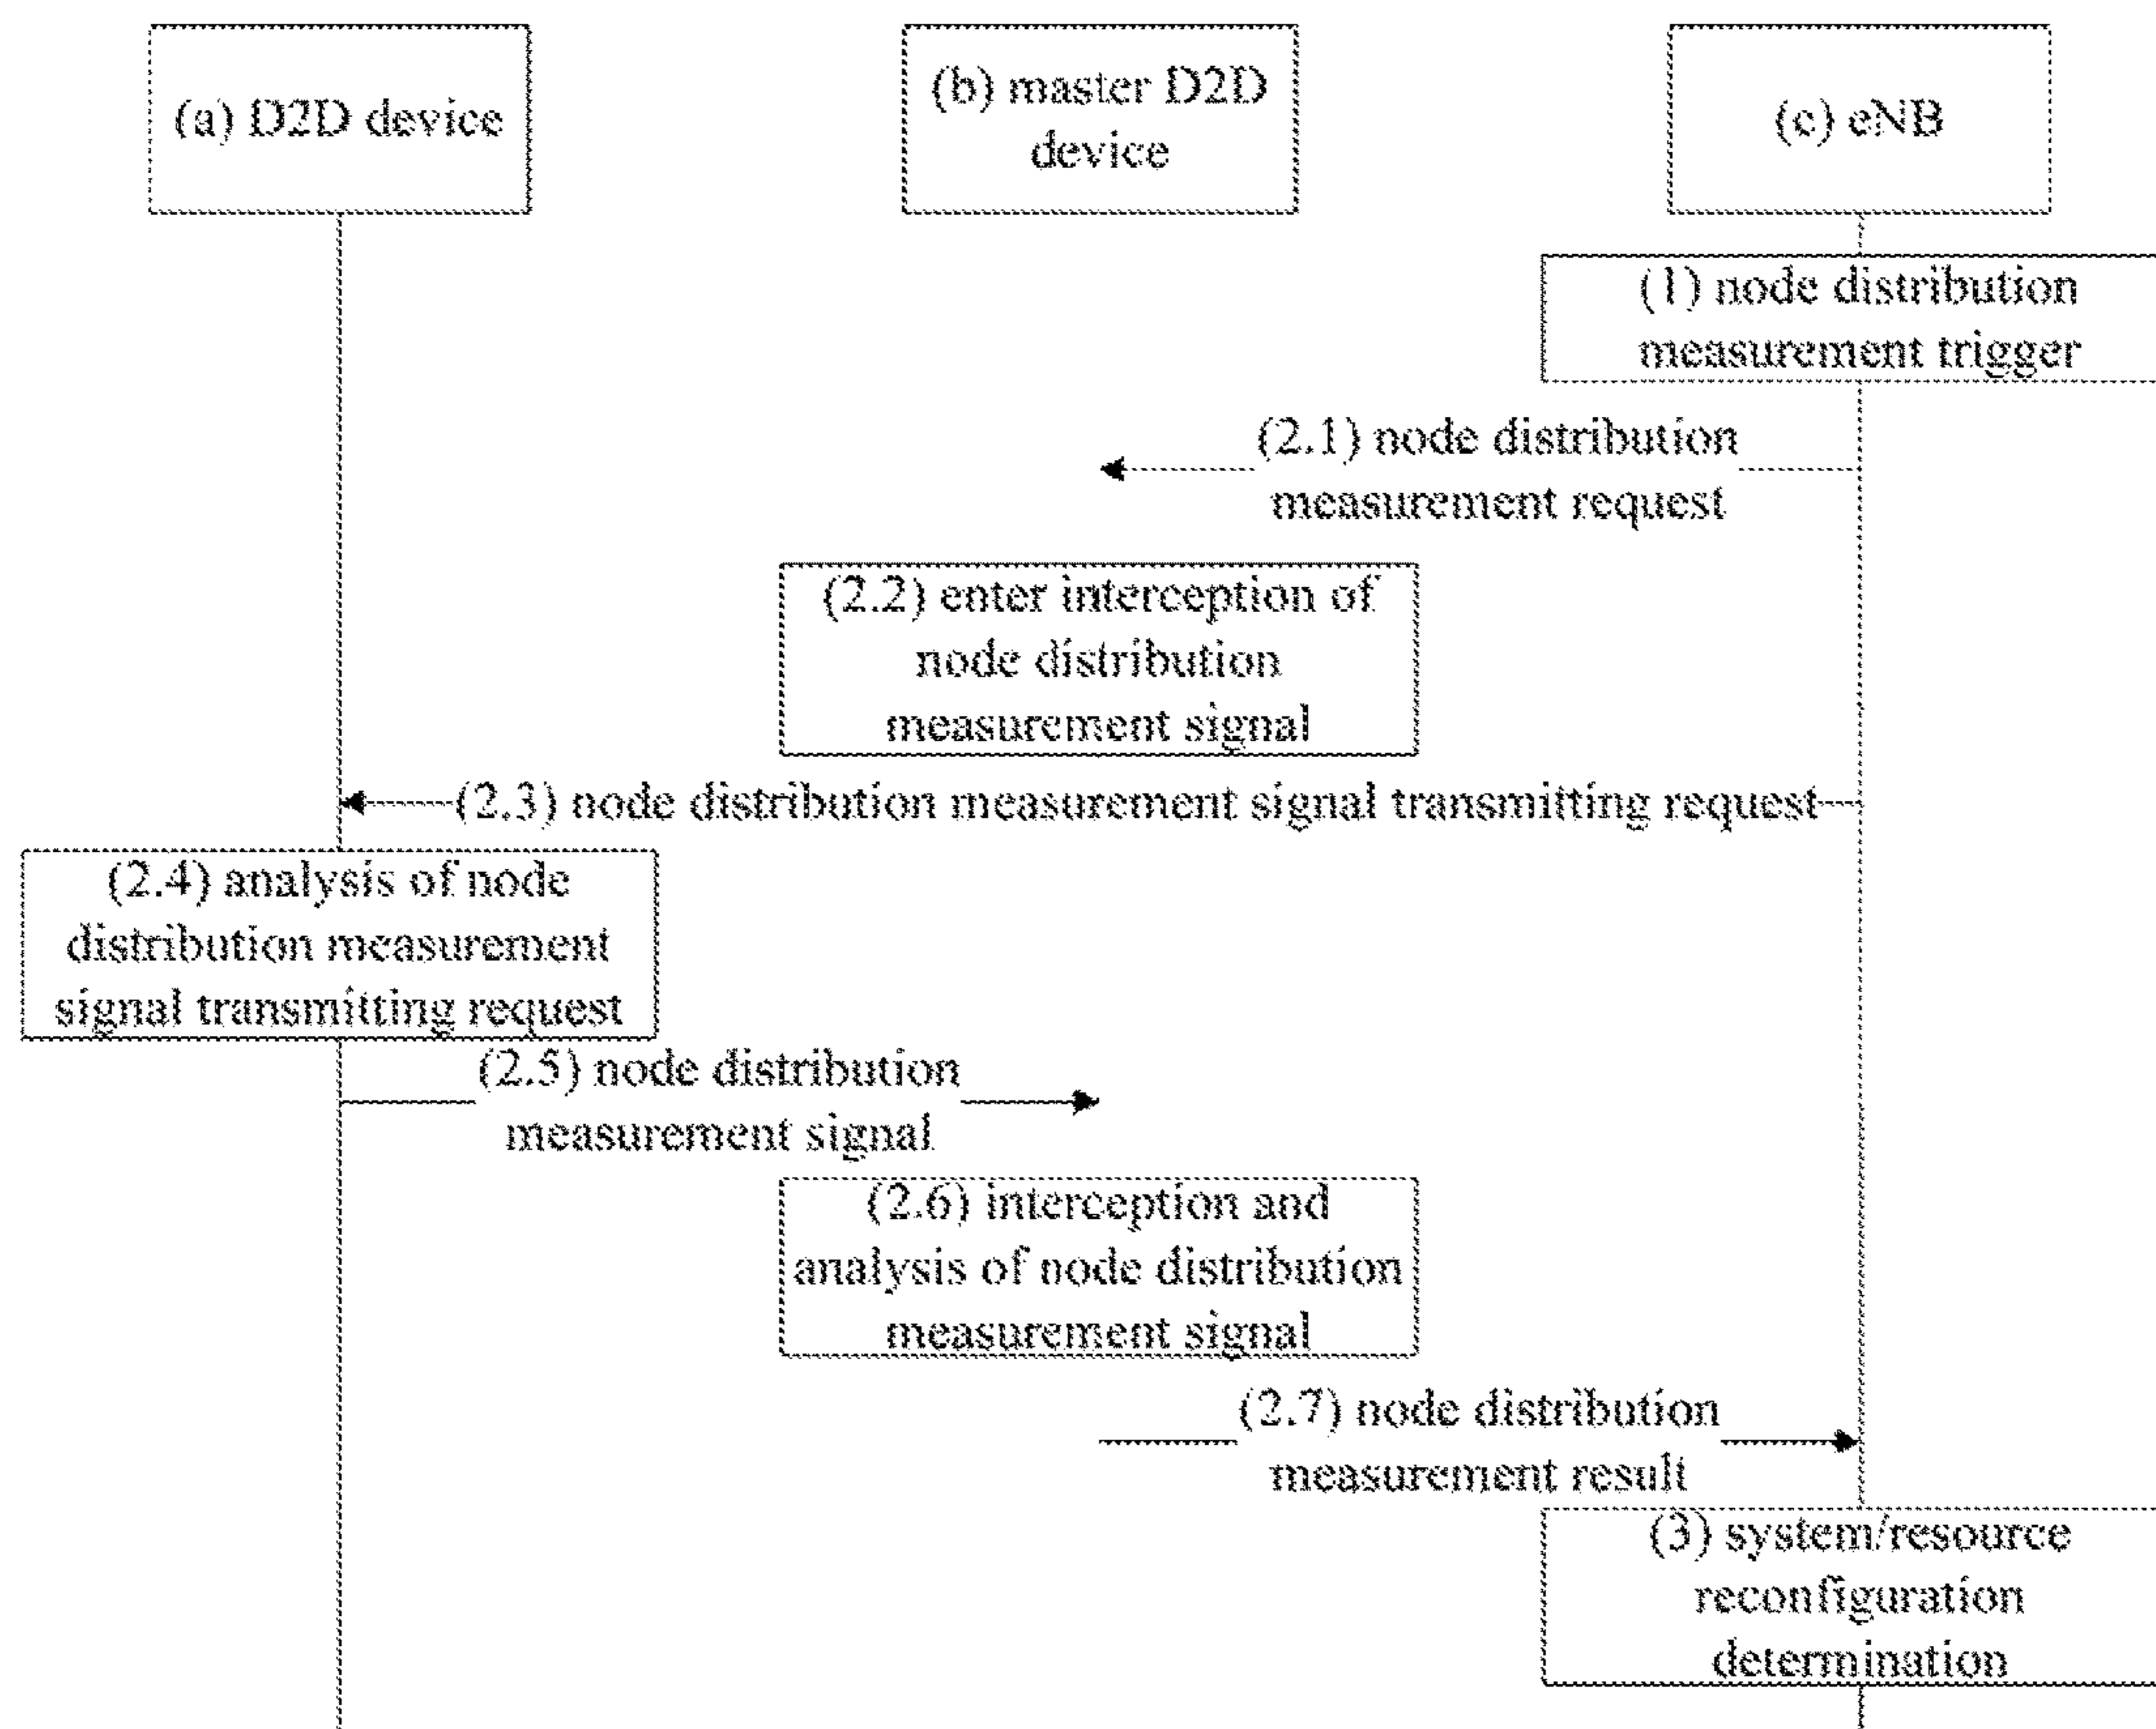 (a) D2D device
(b) master D2D
device
(c) eNB
(1) node distribution
measurement trigger
(2.1) node distribution
measurement request
(2.2) enter interception of
node distribution
measurement signal
(2.3) node distribution measurement signal transmitting request
(2.4) analysis of node
distribution measurement
signal transmitting request
(2.5) node distribution
measurement signal
(2.6) interception and
analysis of node distribution
measurement signal
(2.7) node distribution
measurement result
(3) system/resource
reconfiguration
determination